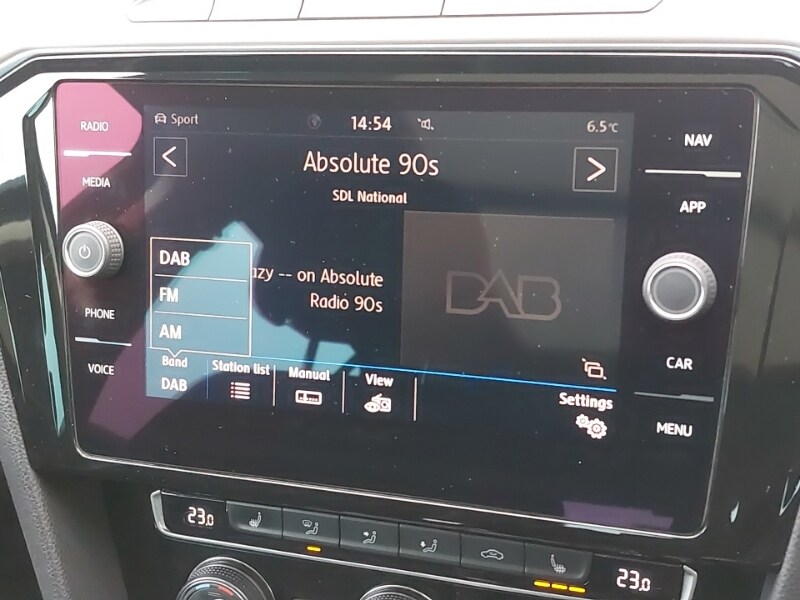 RADIO
MEDIA
PHONE
VOICE
Sport
14:54
6.5°C
Absolute 90s
SDL National
DAB
FM
AM
azy -- on Absolute
Radio 90s
DAB
Band
DAB
Station list
Manual
View
Settings
NAV
APP
CAR
MENU
23.0
23.0